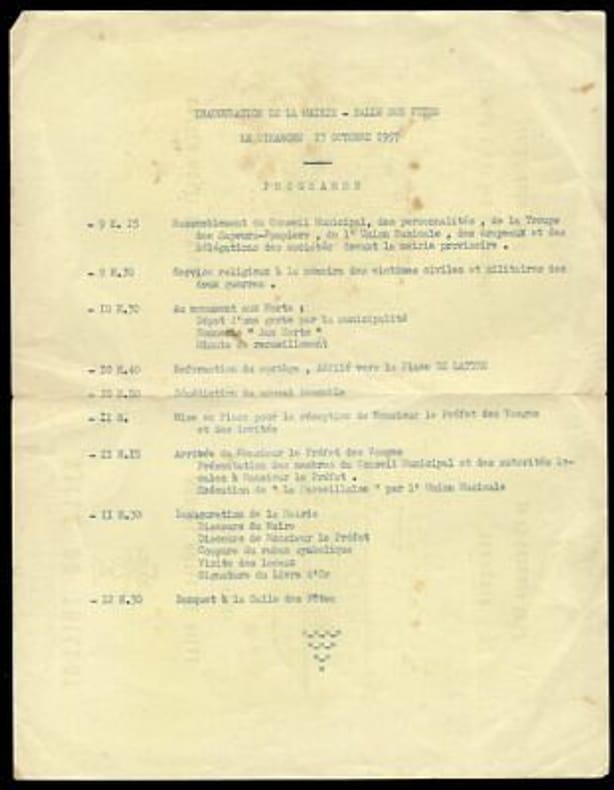 INAUGURATION DE LA MAIRIE - SALLE DES FETES
LE DIMANCHE 13 OCTOBRE 1957
PROGRAMME
- 9 H. 15 Rassemblement du Conseil Municipal, des personnalités , de la Troupe
des Sapeurs-Pompiers , de l' Union Musicale , des drapeaux et des
délégations des sociétés devant la mairie provisoire .
- 9 H.30 Service religieux à la mémoire des victimes civiles et militaires des
deux guerres .
- 10 H.30 Au monument aux Morts :
Dépot d'une gerbe par la municipalité
Sonnerie " Aux Morts "
Minute de recueillement
- 10 H.40 Reformation du cortège , défilé vers la Place DE LATTRE
- 10 H.50 Bénédiction du nouvel immeuble
- 11 H. Mise en Place pour la réception de Monsieur le Préfet des Vosges
et des invités
- 11 H.15 Arrivée de Monsieur le Préfet des Vosges
Présentation des membres du Conseil Municipal et des autorités lo-
cales à Monsieur le Préfet .
Exécution de " La Marseillaise " par l' Union Musicale
- 11 H.30 Inauguration de la Mairie
Discours du Maire
Discours de Monsieur le Préfet
Coupure du ruban symbolique
Visite des locaux
Signature du Livre d'Or
- 12 H.30 Banquet à la Salle des Fêtes